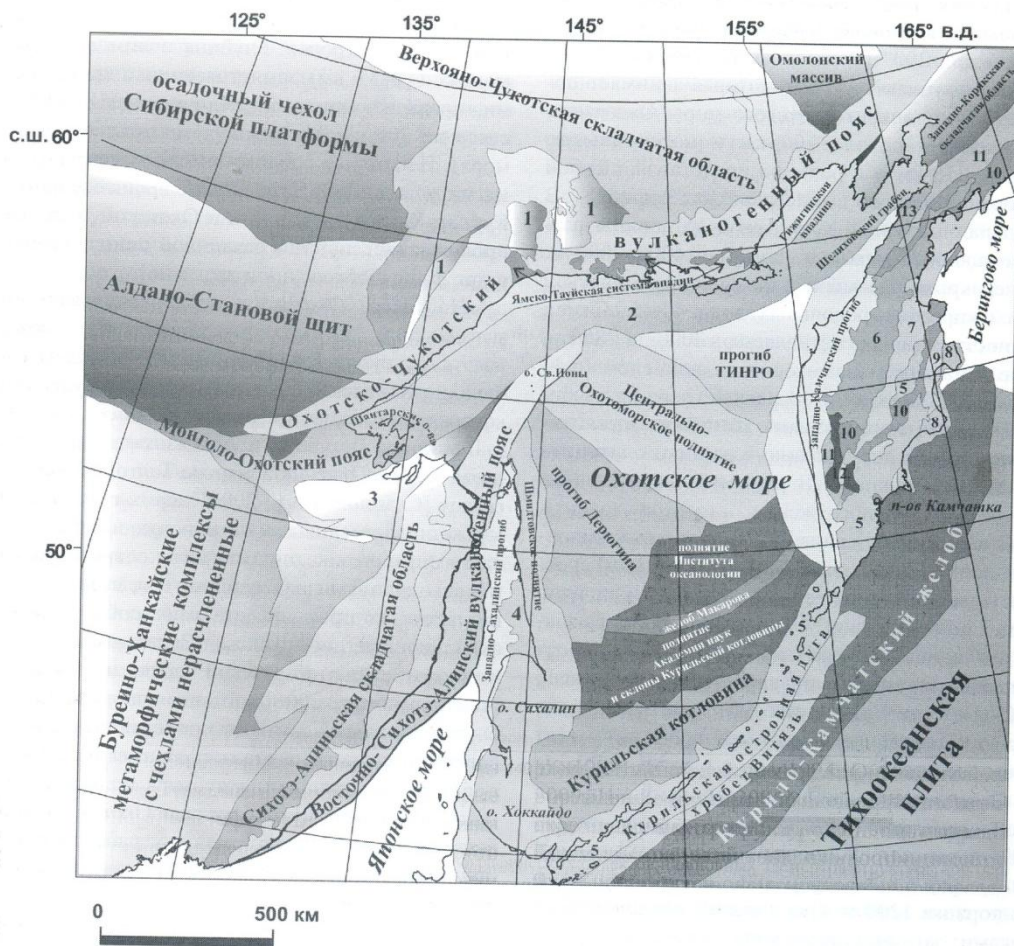 125°
135°
145°
155°
165° в.д.
с.ш. 60°
50°
осадочный чехол
Сибирской платформы
Верхояно-Чукотская складчатая область
Омолонский
массив
Западно-Корякская
складчатая область
11
10
13
1
1
1
вулканогенный пояс
Охотско-Чукотский
Гижигинская
впадина
Шелиховский грабен
Берингово море
Алдано-Становой щит
Ямско-Тауйская система впадин
2
6
7
8
9
5
10
8
прогиб
ТИНРО
Западно-Камчатский прогиб
о. Св.Ионы
Центрально-
Охотоморское поднятие
Шантарские о-ва
Монголо-Охотский пояс
3
10
11
12
5
Охотское море
п-ов Камчатка
прогиб Дерюгина
Шмидтовское поднятие
Западно-Сахалинский прогиб
4
поднятие
Института
океанологии
желоб Макарова
поднятие
Академии наук
и склоны Курильской котловины
Буреино-Ханкайские
метаморфические комплексы
с чехлами нерасчлененные
Сихотэ-Алиньская складчатая область
Восточно-Сихотэ-Алинский вулканогенный пояс
о. Сахалин
Курильская котловина
5
Курильская островная дуга
хребет Витязь
Курило-Камчатский желоб
Тихоокеанская
плита
Японское море
о. Хоккайдо
5
0
500 км